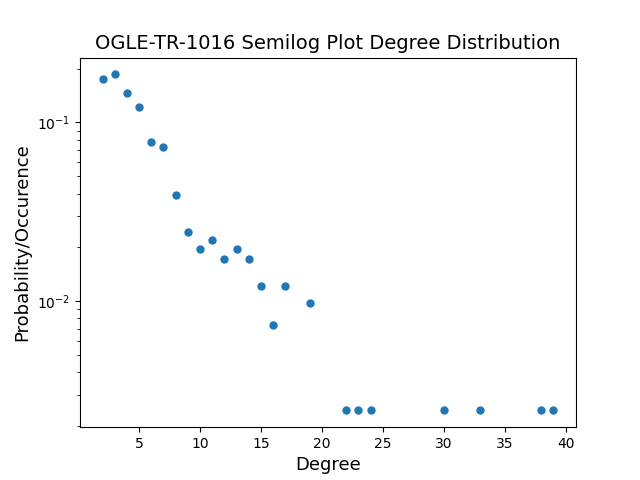 OGLE-TR-1016 Semilog Plot Degree Distribution
Probability/Occurence
10⁻¹
10⁻²
5 10 15 20 25 30 35 40
Degree